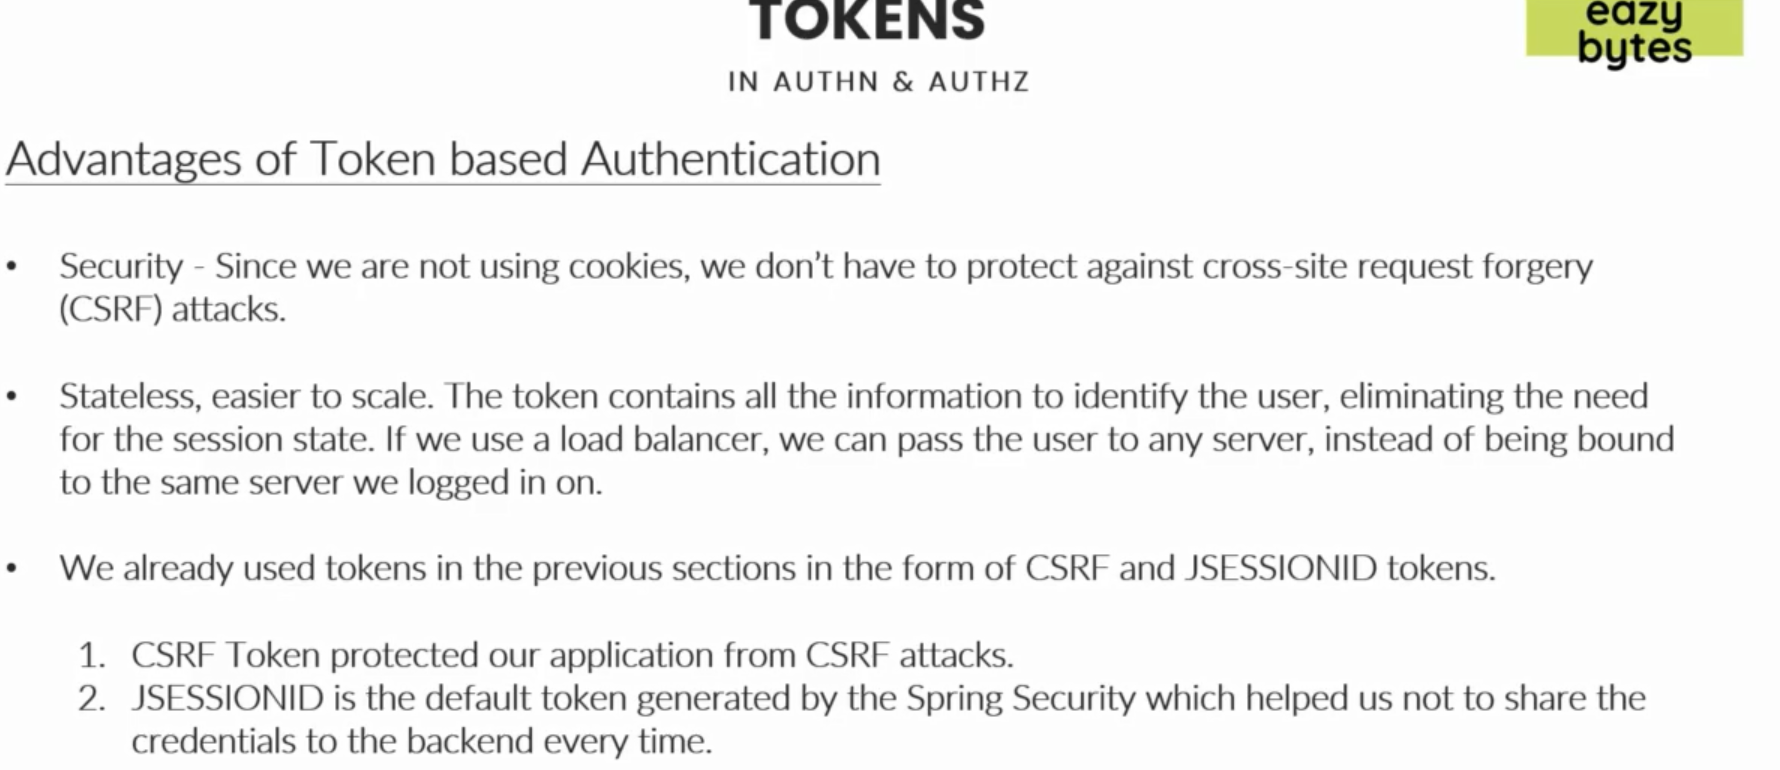 TOKENS
eazy
bytes
IN AUTHN & AUTHZ
Advantages of Token based Authentication
• Security - Since we are not using cookies, we don't have to protect against cross-site request forgery
(CSRF) attacks.
• Stateless, easier to scale. The token contains all the information to identify the user, eliminating the need
for the session state. If we use a load balancer, we can pass the user to any server, instead of being bound
to the same server we logged in on.
• We already used tokens in the previous sections in the form of CSRF and JSESSIONID tokens.
1. CSRF Token protected our application from CSRF attacks.
2. JSESSIONID is the default token generated by the Spring Security which helped us not to share the
credentials to the backend every time.